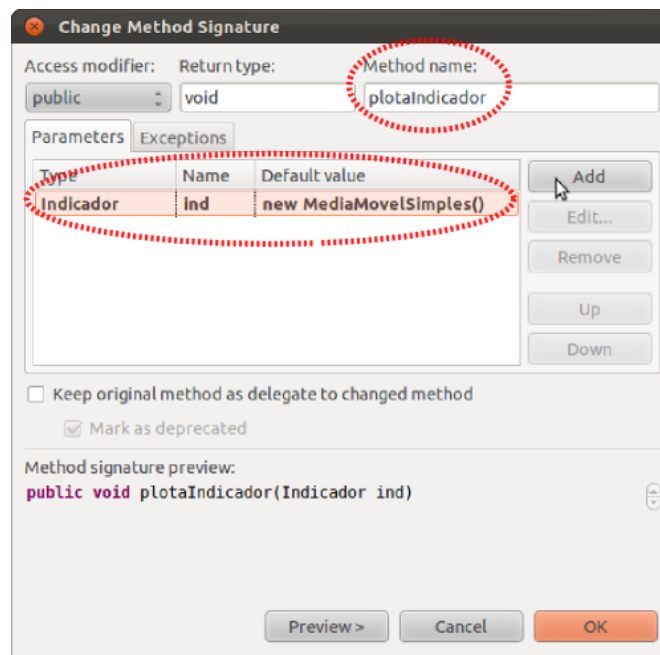 Change Method Signature
Access modifier: Return type: Method name:
public void plotaIndicador
Parameters Exceptions
Type Name Default value
Indicador ind new MediaMovelSimples()
Add
Edit...
Remove
Up
Down
Keep original method as delegate to changed method
Mark as deprecated
Method signature preview:
public void plotaIndicador(Indicador ind)
Preview > Cancel OK